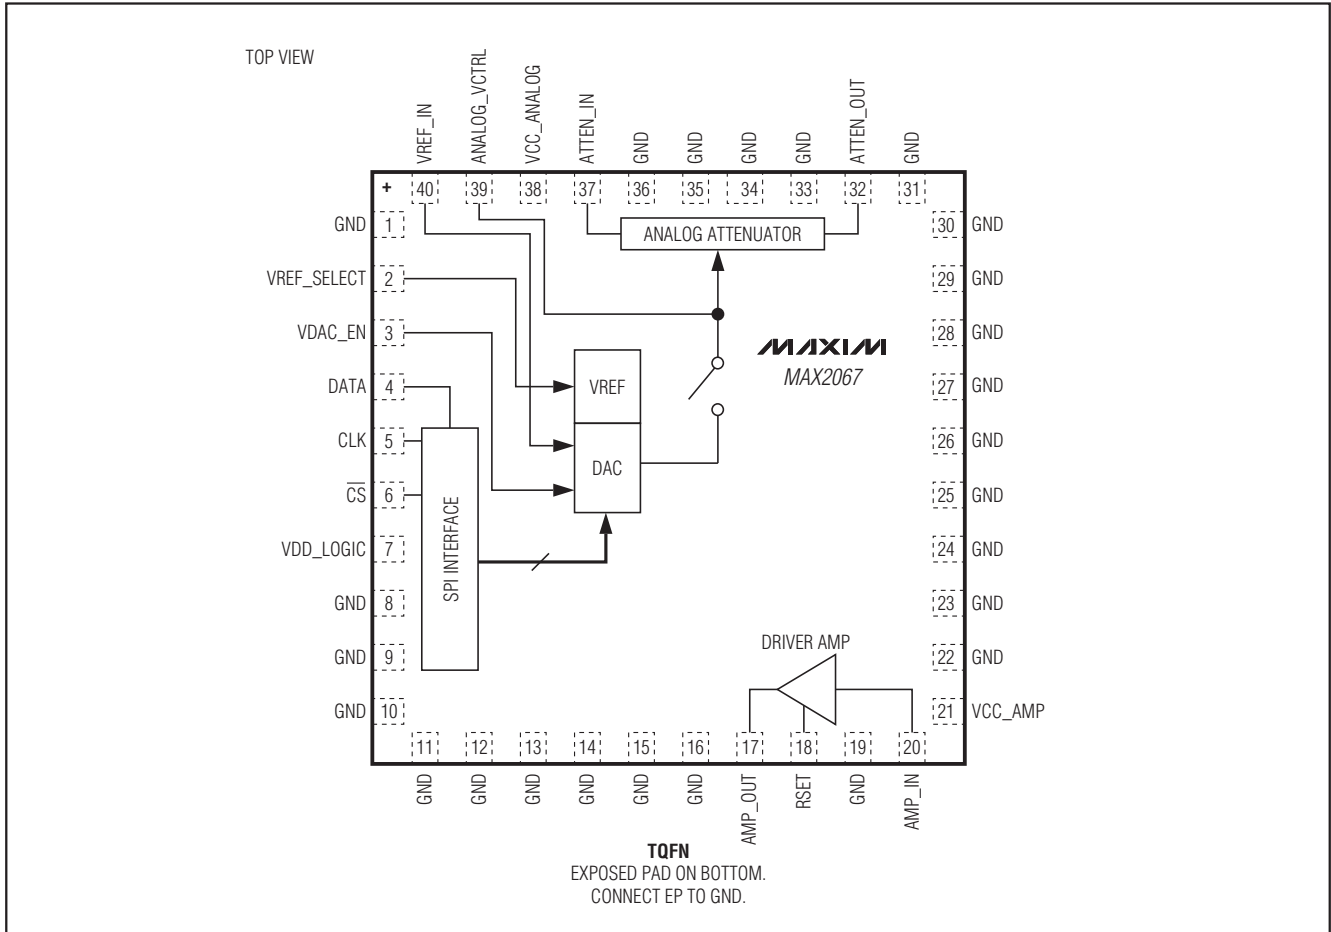 TOP VIEW
VREF_IN
ANALOG_VCTRL
VCC_ANALOG
ATTEN_IN
GND
GND
GND
GND
ATTEN_OUT
GND
+
40
39
38
37
36
35
34
33
32
31
GND 1
VREF_SELECT 2
VDAC_EN 3
DATA 4
CLK 5
CS 6
VDD_LOGIC 7
GND 8
GND 9
GND 10
ANALOG ATTENUATOR
MAXIM
MAX2067
VREF
DAC
SPI INTERFACE
DRIVER AMP
30 GND
29 GND
28 GND
27 GND
26 GND
25 GND
24 GND
23 GND
22 GND
21 VCC_AMP
11
12
13
14
15
16
17
18
19
20
GND
GND
GND
GND
GND
GND
AMP_OUT
RSET
GND
AMP_IN
TQFN
EXPOSED PAD ON BOTTOM.
CONNECT EP TO GND.